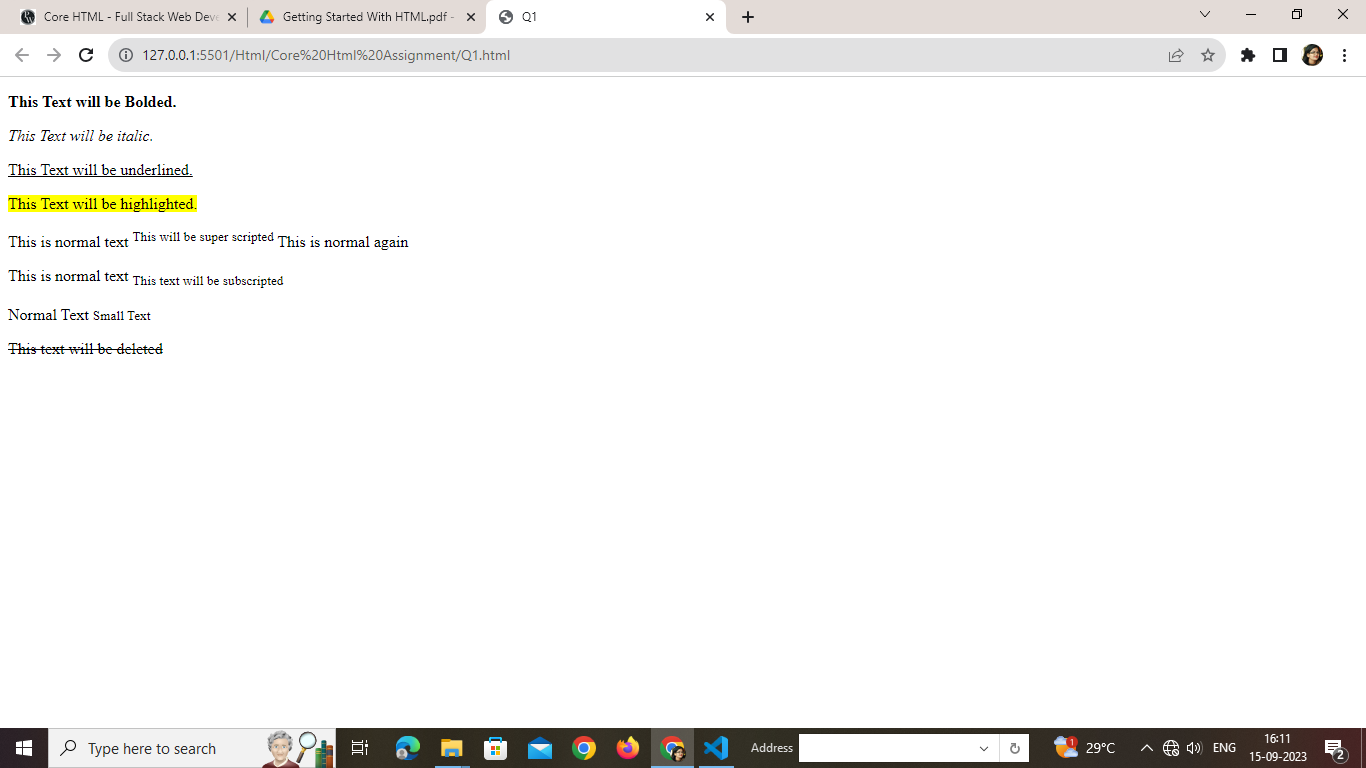 Core HTML - Full Stack Web Deve
Getting Started With HTML.pdf -
Q1
127.0.0.1:5501/Html/Core%20Html%20Assignment/Q1.html
This Text will be Bolded.
This Text will be italic.
This Text will be underlined.
This Text will be highlighted.
This is normal text This will be super scripted This is normal again
This is normal text This text will be subscripted
Normal Text Small Text
This text will be deleted
Type here to search
Address
1
29°C
ENG
16:11
15-09-2023
2